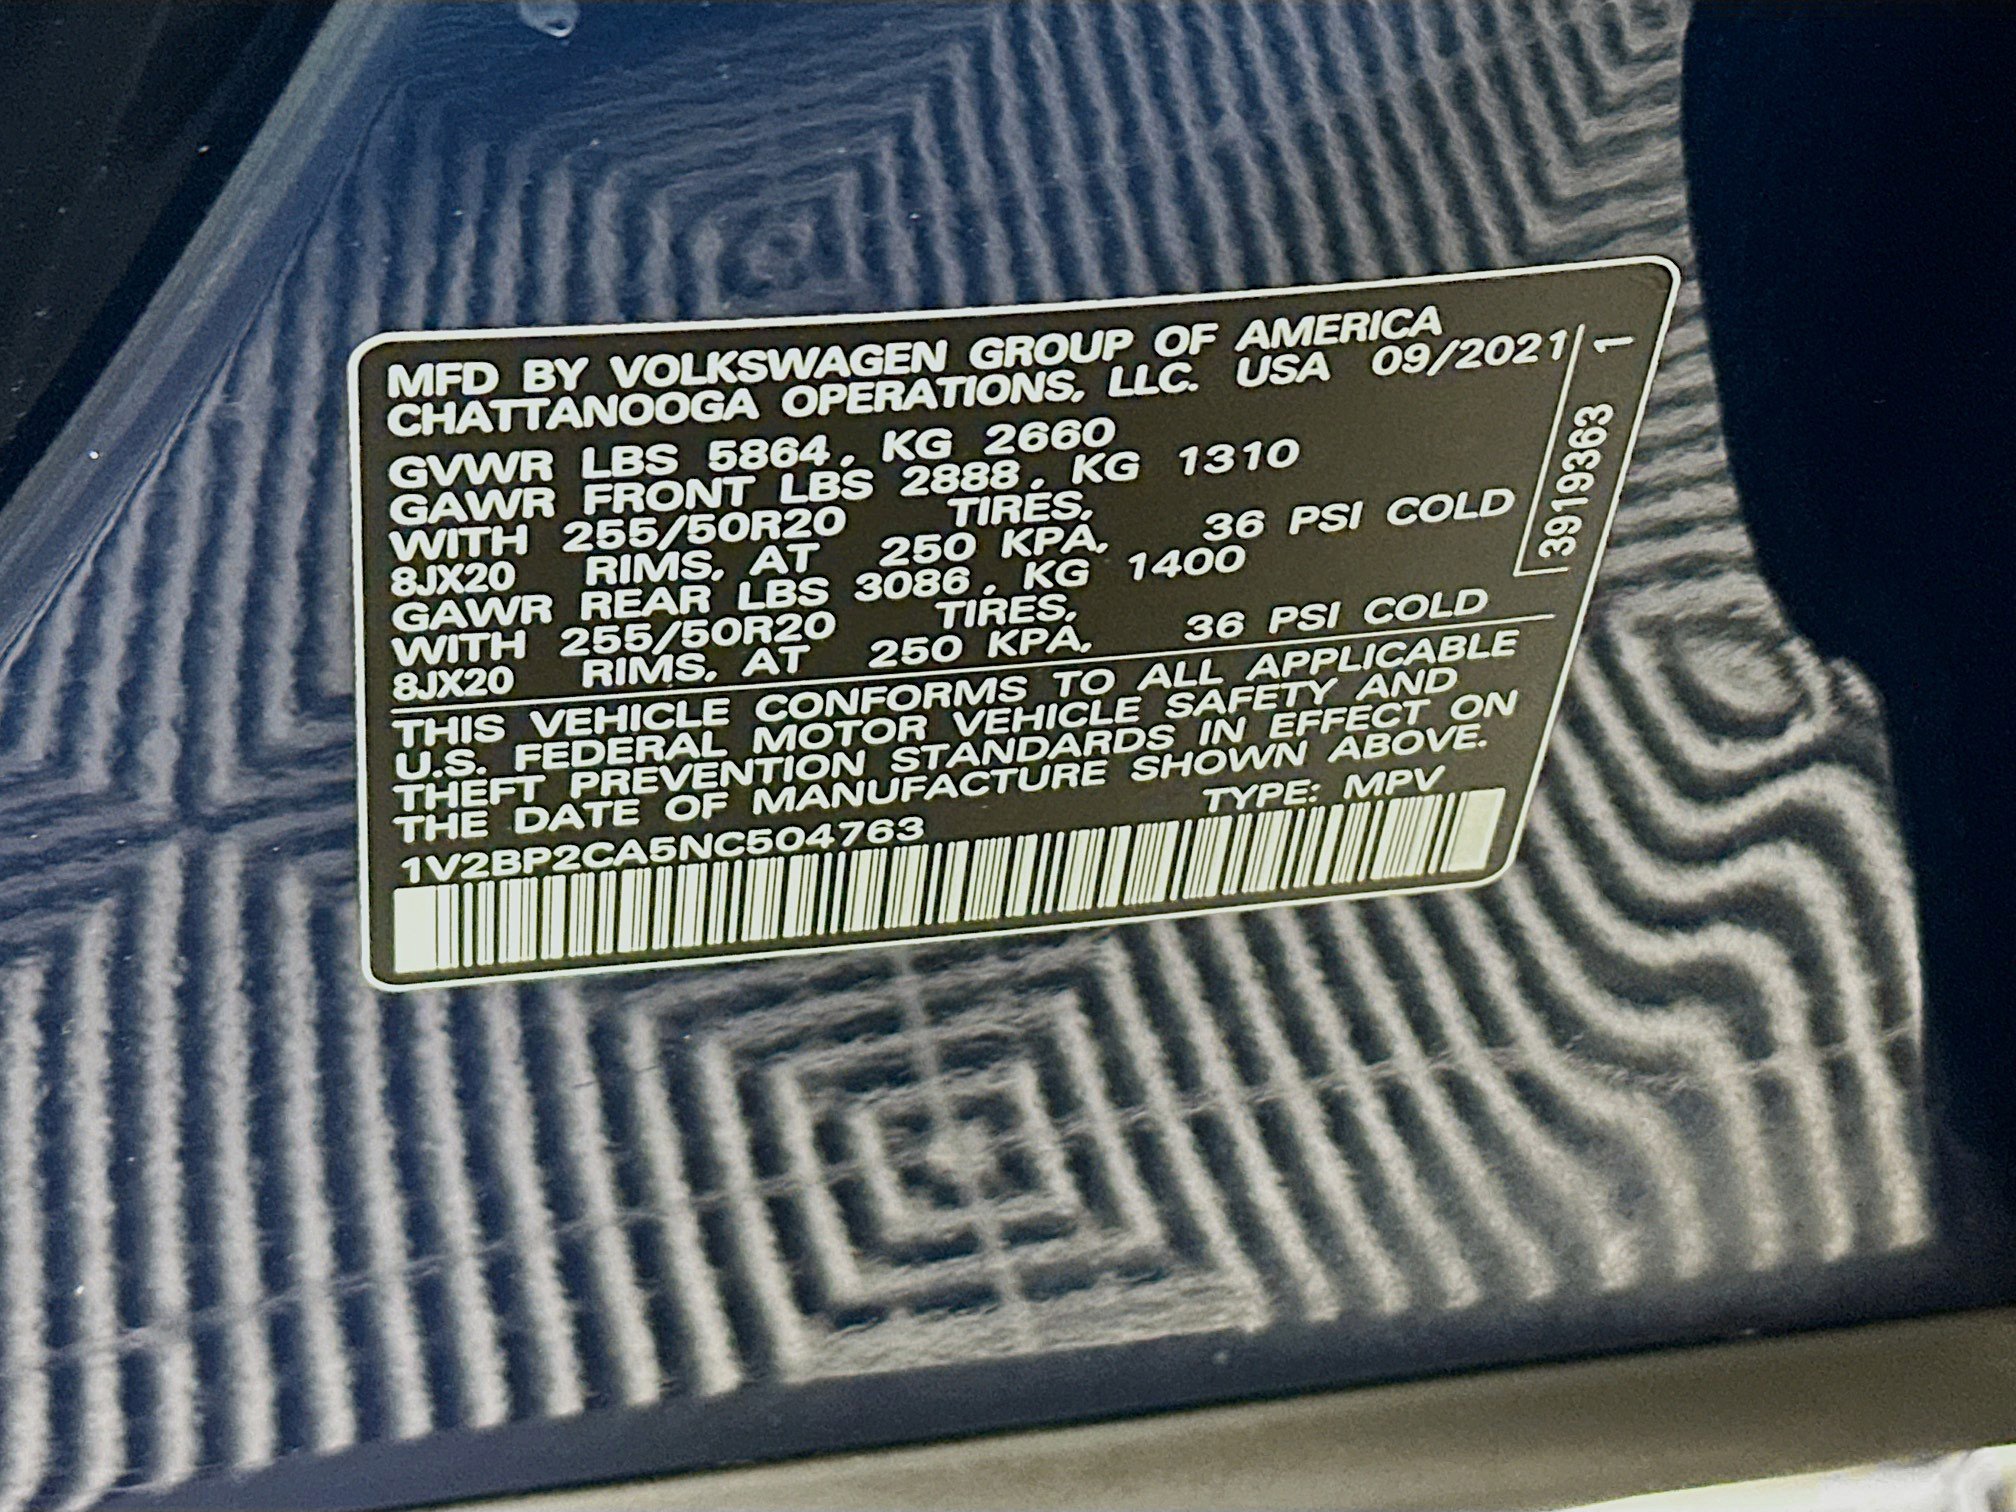 MFD BY VOLKSWAGEN GROUP OF AMERICA
CHATTANOOGA OPERATIONS, LLC. USA 09/2021
GVWR LBS 5864, KG 2660
GAWR FRONT LBS 2888, KG 1310
WITH 255/50R20 TIRES,
8JX20 RIMS, AT 250 KPA, 36 PSI COLD
GAWR REAR LBS 3086, KG 1400
WITH 255/50R20 TIRES,
8JX20 RIMS, AT 250 KPA, 36 PSI COLD
THIS VEHICLE CONFORMS TO ALL APPLICABLE
U.S. FEDERAL MOTOR VEHICLE SAFETY AND
THEFT PREVENTION STANDARDS IN EFFECT ON
THE DATE OF MANUFACTURE SHOWN ABOVE.
1V2BP2CA5NC504763 TYPE: MPV
39193363 1